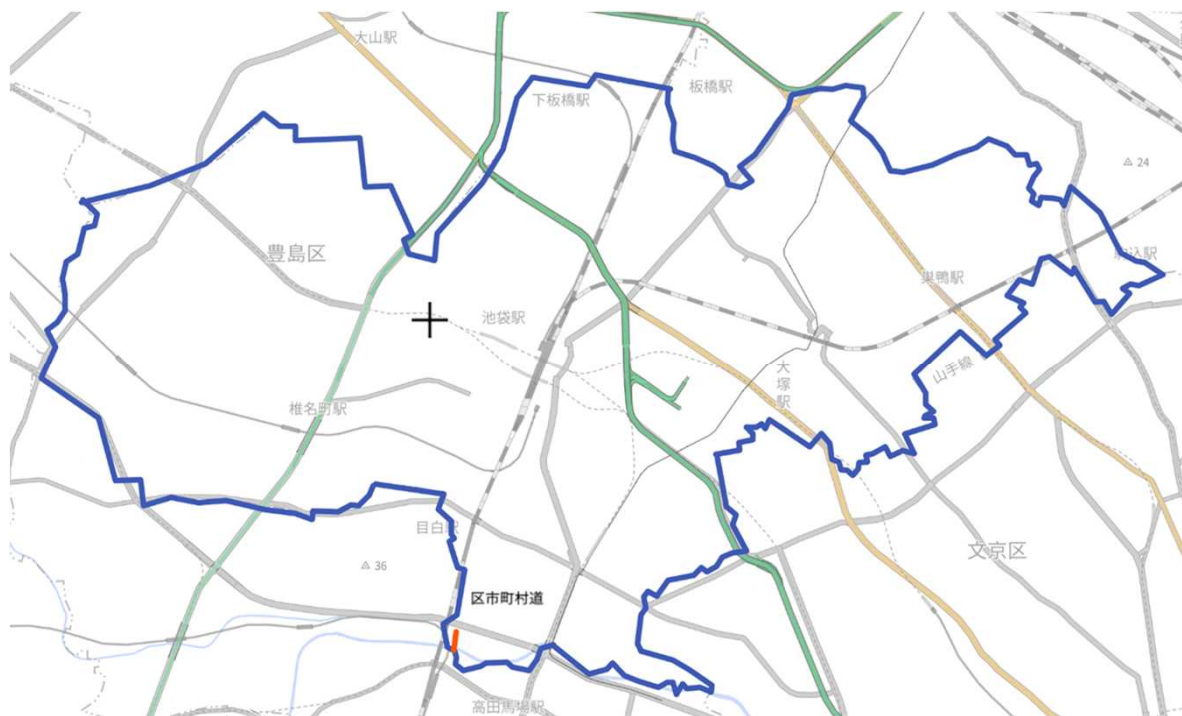 大山駅
板橋駅
下板橋駅
24
豊島区
駒込駅
巣鴨駅
池袋駅
山手線
大塚駅
椎名町駅
目白駅
文京区
36
区市町村道
高田馬場駅